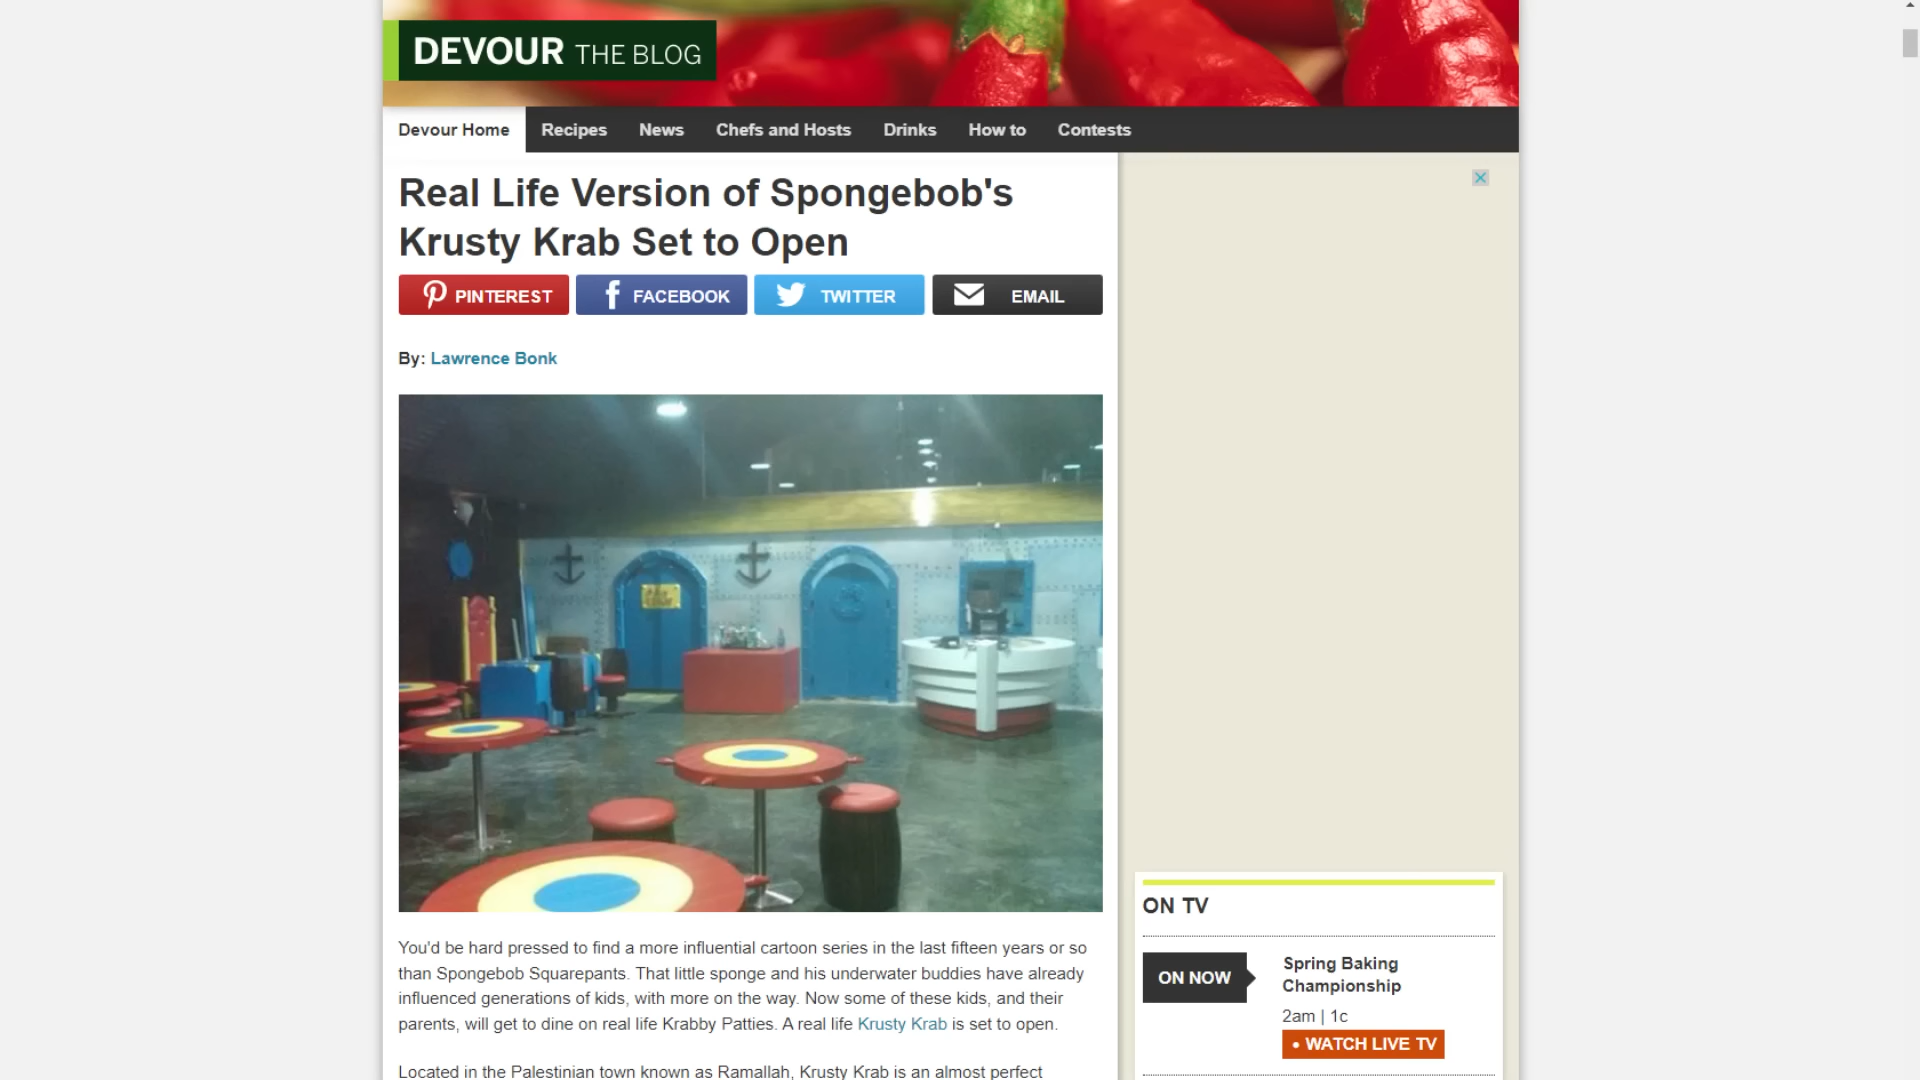 DEVOUR THE BLOG
Devour Home Recipes News Chefs and Hosts Drinks How to Contests
Real Life Version of Spongebob's
Krusty Krab Set to Open
PINTEREST FACEBOOK TWITTER EMAIL
By: Lawrence Bonk
You'd be hard pressed to find a more influential cartoon series in the last fifteen years or so
than Spongebob Squarepants. That little sponge and his underwater buddies have already
influenced generations of kids, with more on the way. Now some of these kids, and their
parents, will get to dine on real life Krabby Patties. A real life Krusty Krab is set to open.
Located in the Palestinian town known as Ramallah, Krusty Krab is an almost perfect
ON TV
ON NOW
Spring Baking
Championship
2am | 1c
• WATCH LIVE TV